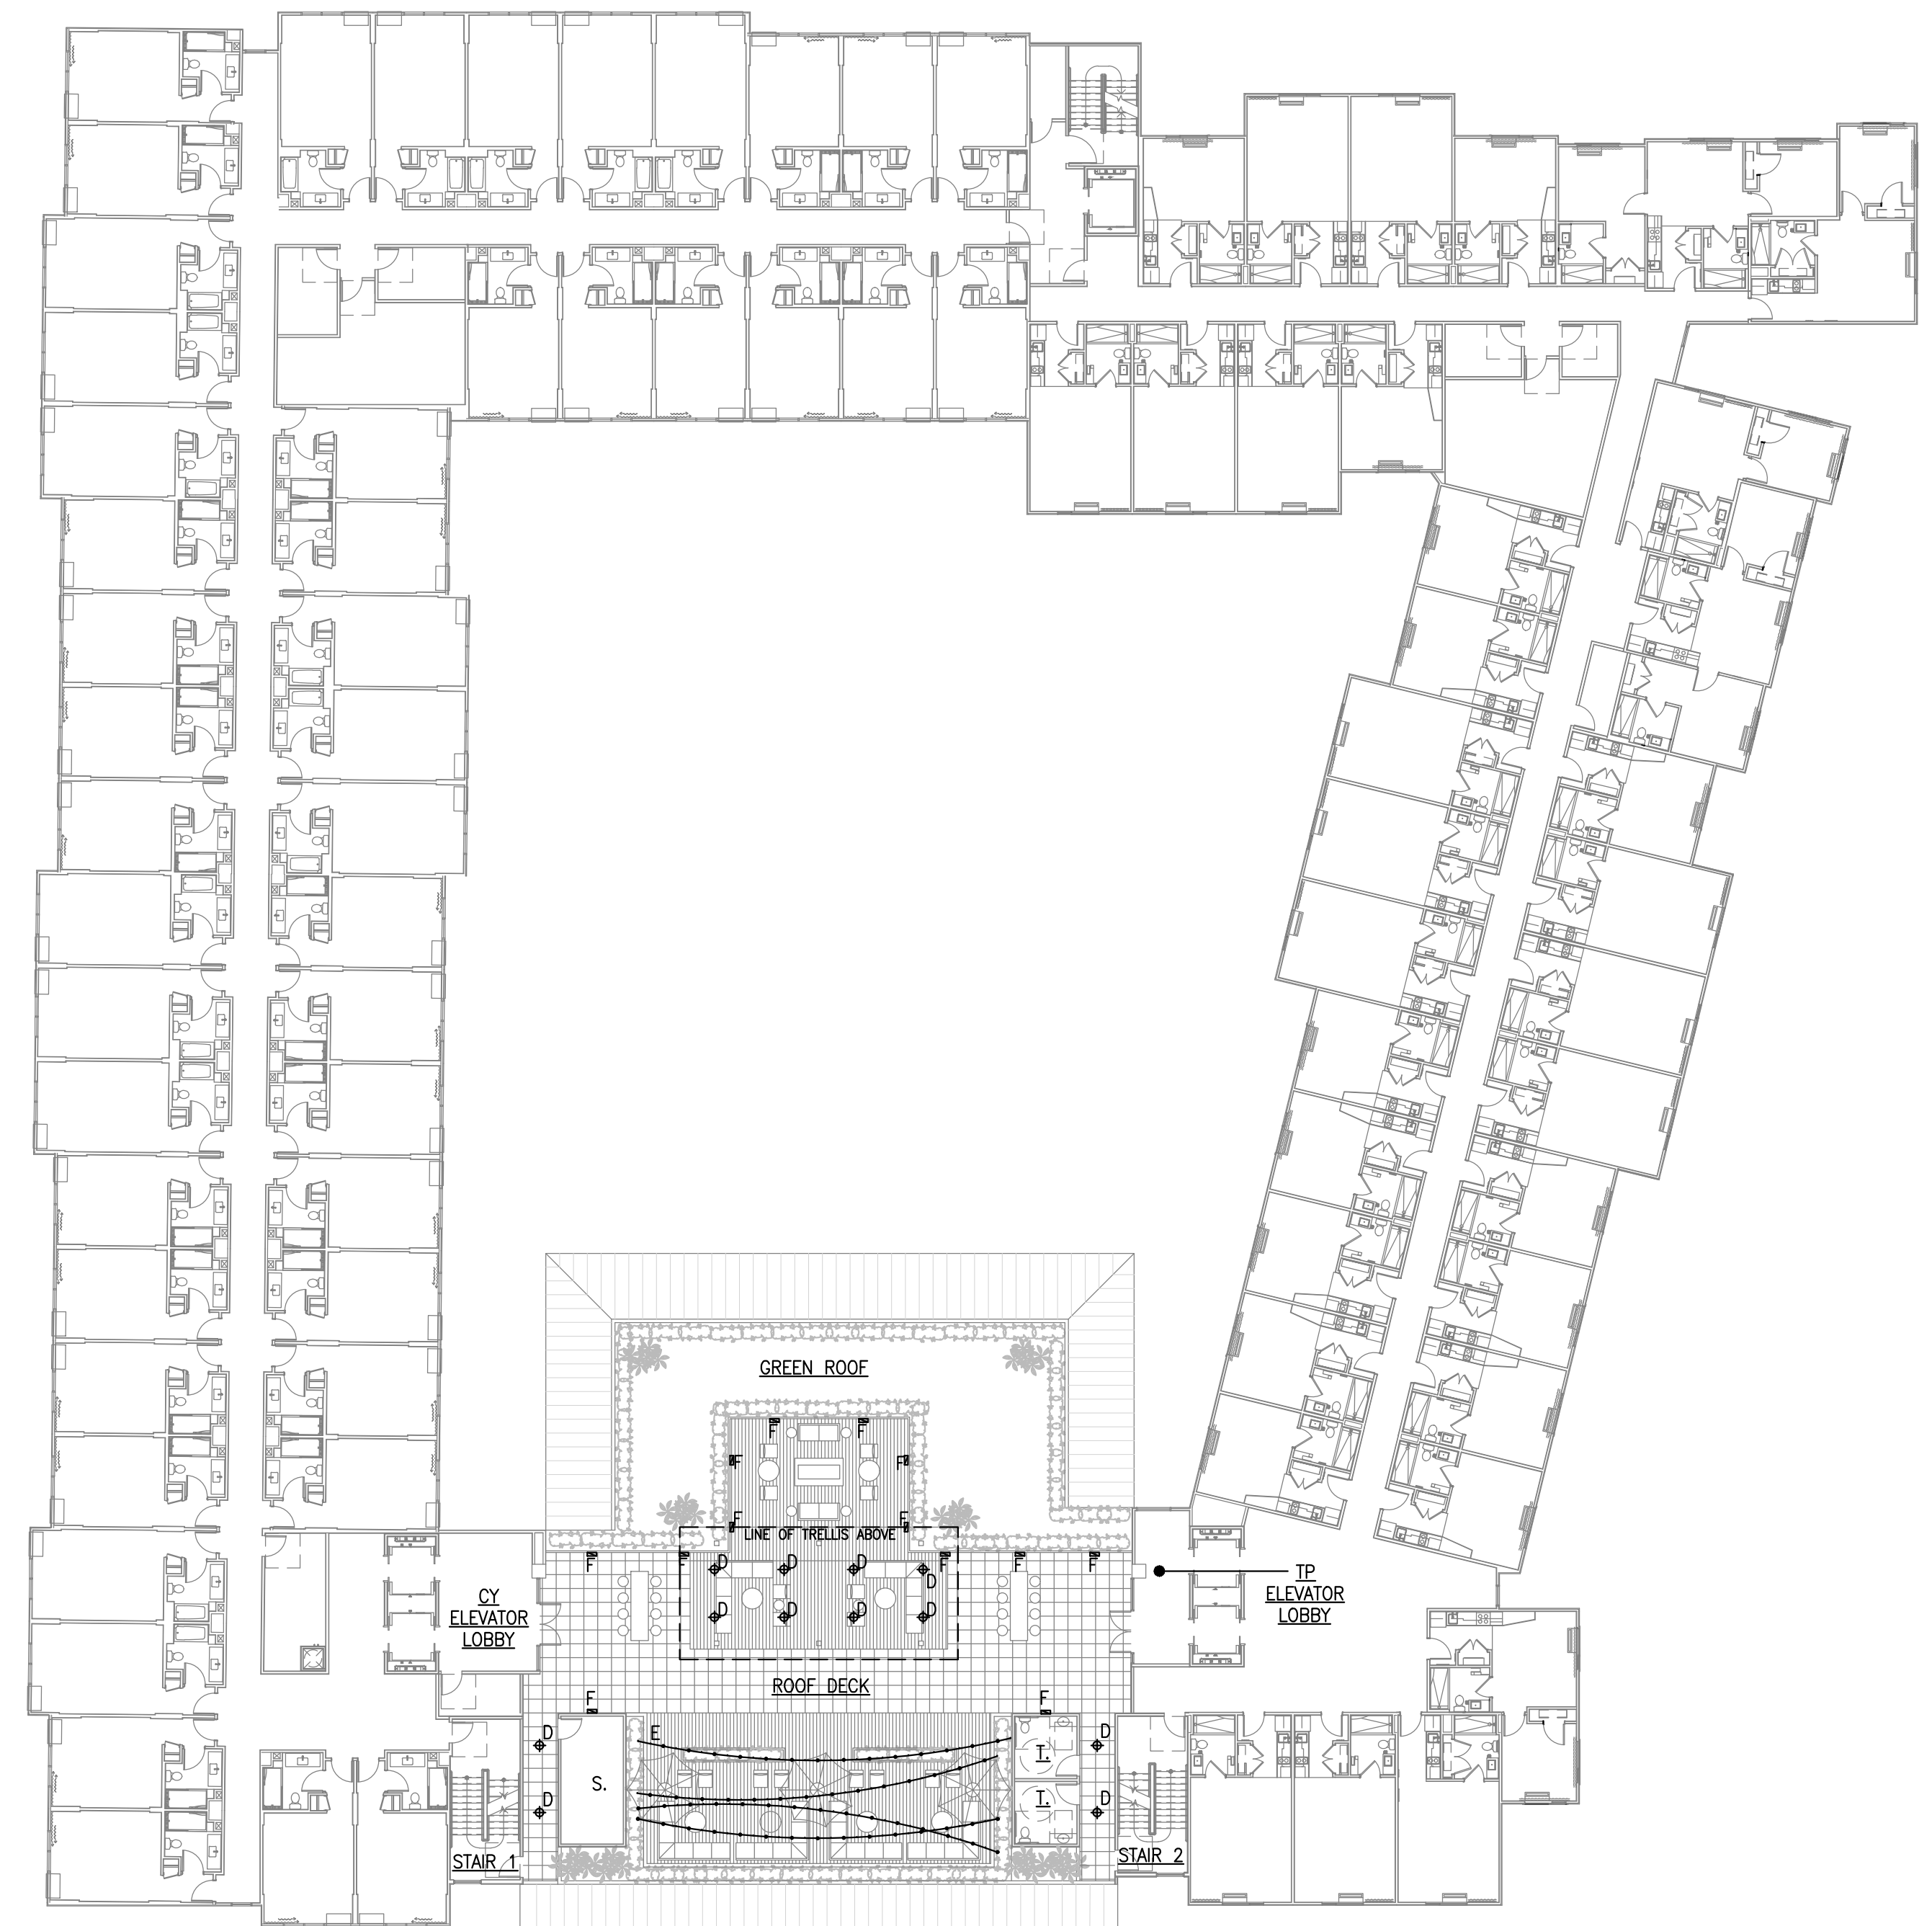 GREEN ROOF
F F
F F
F F
LINE OF TRELLIS ABOVE
F F F F F
D D D D
D D D D
CY
ELEVATOR
LOBBY
TP
ELEVATOR
LOBBY
ROOF DECK
F F
D E D
T.
S.
T.
D D
STAIR 1
STAIR 2